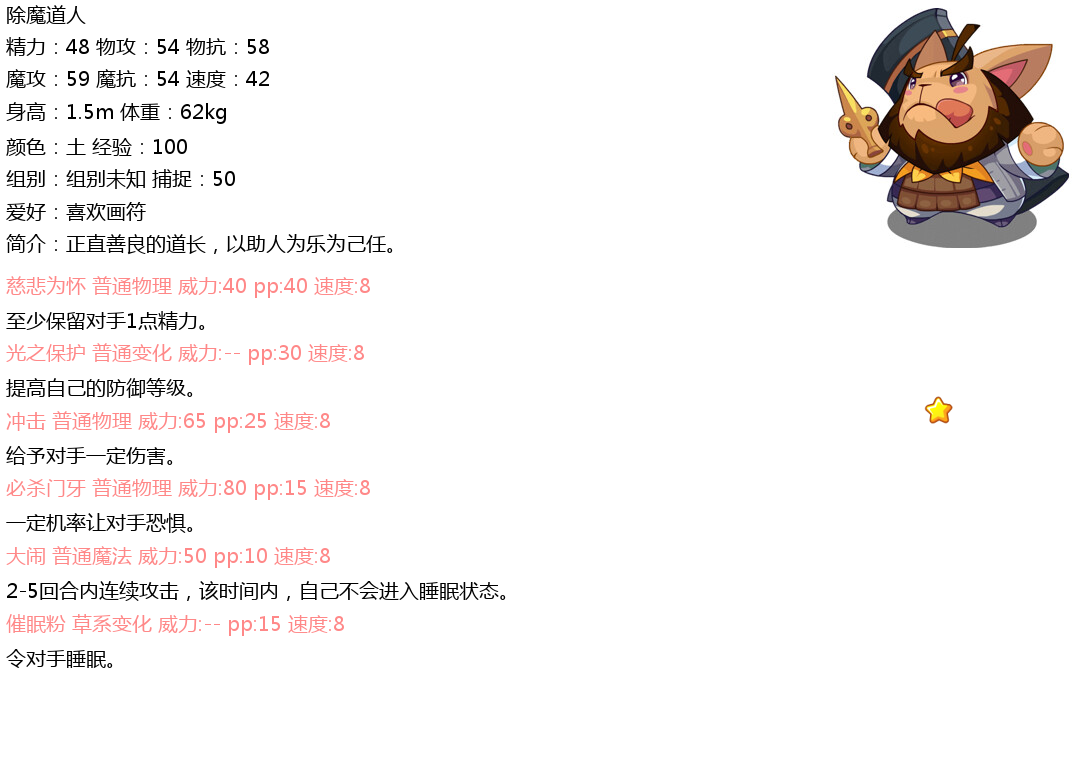 除魔道人
精力：48 物攻：54 物抗：58
魔攻：59 魔抗：54 速度：42
身高：1.5m 体重：62kg
颜色：土 经验：100
组别：组别未知 捕捉：50
爱好：喜欢画符
简介：正直善良的道长，以助人为乐为己任。
慈悲为怀 普通物理 威力:40 pp:40 速度:8
至少保留对手1点精力。
光之保护 普通变化 威力:-- pp:30 速度:8
提高自己的防御等级。
冲击 普通物理 威力:65 pp:25 速度:8
给予对手一定伤害。
必杀门牙 普通物理 威力:80 pp:15 速度:8
一定机率让对手恐惧。
大闹 普通魔法 威力:50 pp:10 速度:8
2-5回合内连续攻击，该时间内，自己不会进入睡眠状态。
催眠粉 草系变化 威力:-- pp:15 速度:8
令对手睡眠。